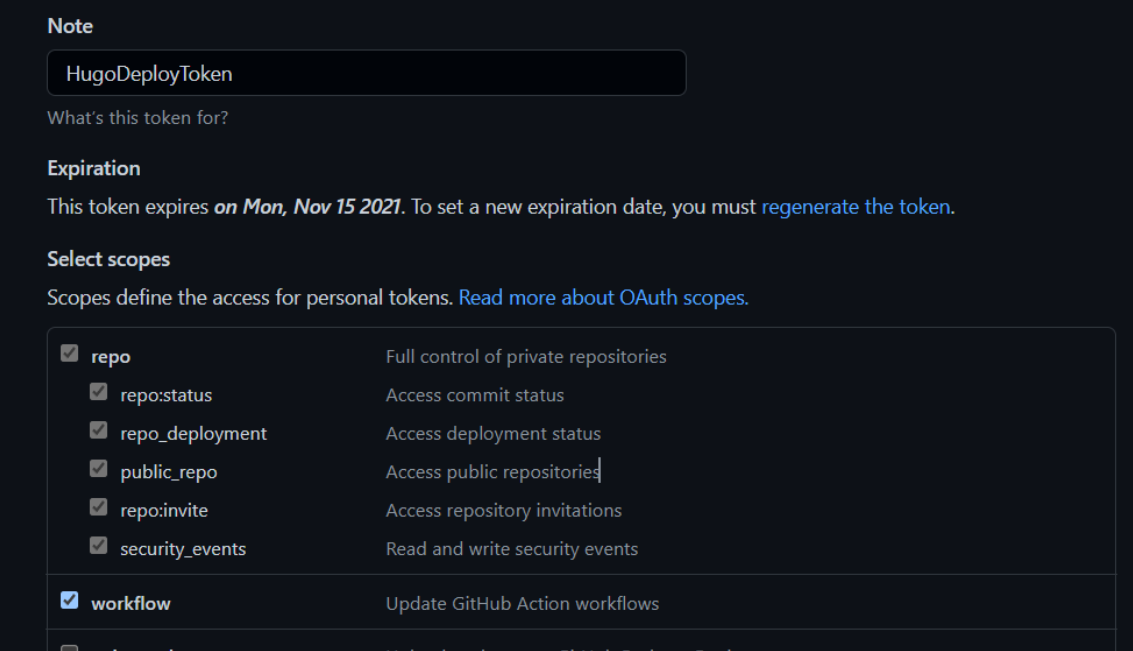 Note
HugoDeployToken
What's this token for?
Expiration
This token expires on Mon, Nov 15 2021. To set a new expiration date, you must regenerate the token.
Select scopes
Scopes define the access for personal tokens. Read more about OAuth scopes.
repo Full control of private repositories
repo:status Access commit status
repo_deployment Access deployment status
public_repo Access public repositories
repo:invite Access repository invitations
security_events Read and write security events
workflow Update GitHub Action workflows